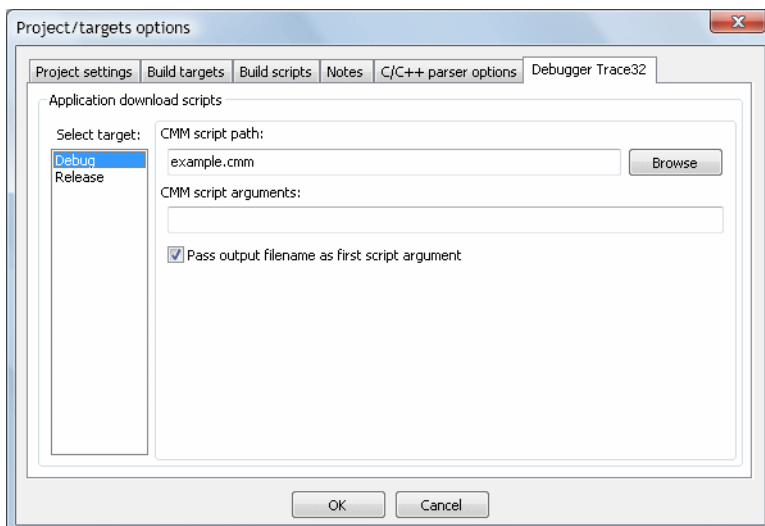 Project/targets options
Project settings Build targets Build scripts Notes C/C++ parser options Debugger Trace32
Application download scripts
Select target:
Debug
Release
CMM script path:
example.cmm Browse
CMM script arguments:
Pass output filename as first script argument
OK Cancel